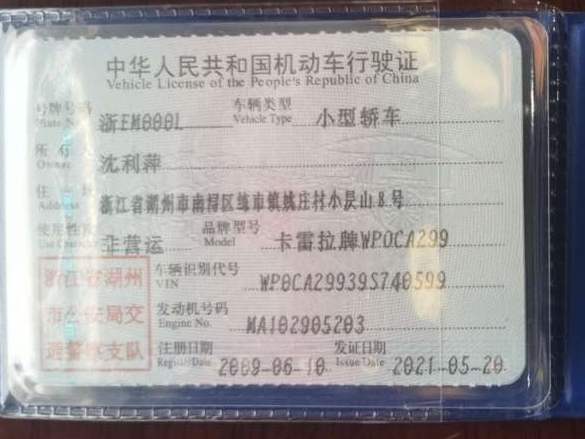 中华人民共和国机动车行驶证
Vehicle License of the People's Republic of China
号牌号码 Plate No. 浙EM000L 车辆类型 Vehicle Type 小型轿车
所有人 Owner 沈利萍
住址 Address 浙江省湖州市南浔区练市镇姚庄村小艮山8号
使用性质 Use Character 非营运 品牌型号 Model 卡雷拉牌WP0CA299
车辆识别代号 VIN WP0CA29939S740599
发动机号码 Engine No. MA102905203
注册日期 Register Date 2009-06-10 发证日期 Issue Date 2021-05-20
浙江省湖州
市公安局交
通警察支队